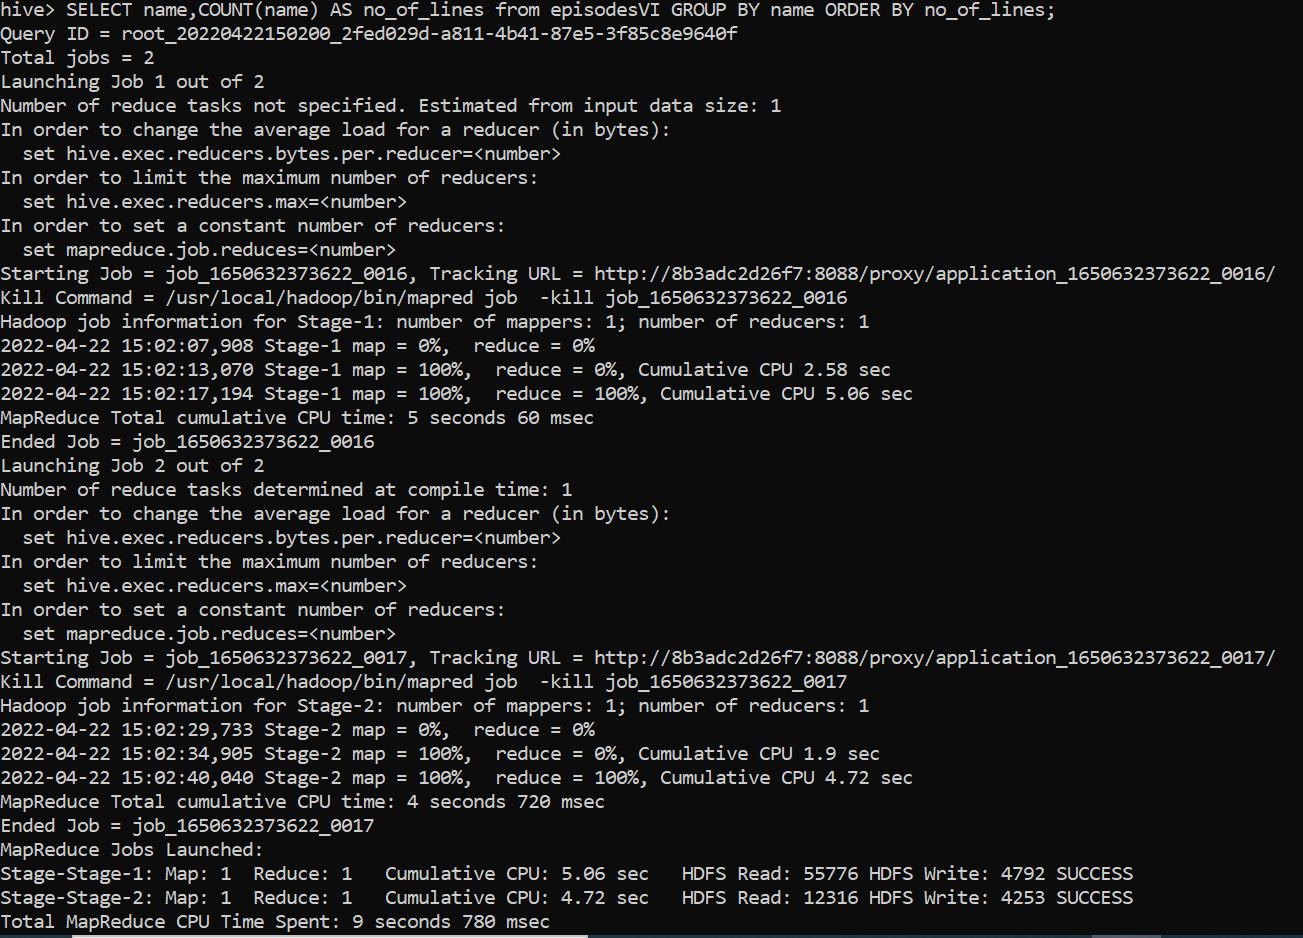 hive> SELECT name,COUNT(name) AS no_of_lines from episodesVI GROUP BY name ORDER BY no_of_lines;
Query ID = root_20220422150200_2fed029d-a811-4b41-87e5-3f85c8e9640f
Total jobs = 2
Launching Job 1 out of 2
Number of reduce tasks not specified. Estimated from input data size: 1
In order to change the average load for a reducer (in bytes):
  set hive.exec.reducers.bytes.per.reducer=<number>
In order to limit the maximum number of reducers:
  set hive.exec.reducers.max=<number>
In order to set a constant number of reducers:
  set mapreduce.job.reduces=<number>
Starting Job = job_1650632373622_0016, Tracking URL = http://8b3adc2d26f7:8088/proxy/application_1650632373622_0016/
Kill Command = /usr/local/hadoop/bin/mapred job  -kill job_1650632373622_0016
Hadoop job information for Stage-1: number of mappers: 1; number of reducers: 1
2022-04-22 15:02:07,908 Stage-1 map = 0%,  reduce = 0%
2022-04-22 15:02:13,070 Stage-1 map = 100%,  reduce = 0%, Cumulative CPU 2.58 sec
2022-04-22 15:02:17,194 Stage-1 map = 100%,  reduce = 100%, Cumulative CPU 5.06 sec
MapReduce Total cumulative CPU time: 5 seconds 60 msec
Ended Job = job_1650632373622_0016
Launching Job 2 out of 2
Number of reduce tasks determined at compile time: 1
In order to change the average load for a reducer (in bytes):
  set hive.exec.reducers.bytes.per.reducer=<number>
In order to limit the maximum number of reducers:
  set hive.exec.reducers.max=<number>
In order to set a constant number of reducers:
  set mapreduce.job.reduces=<number>
Starting Job = job_1650632373622_0017, Tracking URL = http://8b3adc2d26f7:8088/proxy/application_1650632373622_0017/
Kill Command = /usr/local/hadoop/bin/mapred job  -kill job_1650632373622_0017
Hadoop job information for Stage-2: number of mappers: 1; number of reducers: 1
2022-04-22 15:02:29,733 Stage-2 map = 0%,  reduce = 0%
2022-04-22 15:02:34,905 Stage-2 map = 100%,  reduce = 0%, Cumulative CPU 1.9 sec
2022-04-22 15:02:40,040 Stage-2 map = 100%,  reduce = 100%, Cumulative CPU 4.72 sec
MapReduce Total cumulative CPU time: 4 seconds 720 msec
Ended Job = job_1650632373622_0017
MapReduce Jobs Launched:
Stage-Stage-1: Map: 1  Reduce: 1   Cumulative CPU: 5.06 sec   HDFS Read: 55776 HDFS Write: 4792 SUCCESS
Stage-Stage-2: Map: 1  Reduce: 1   Cumulative CPU: 4.72 sec   HDFS Read: 12316 HDFS Write: 4253 SUCCESS
Total MapReduce CPU Time Spent: 9 seconds 780 msec